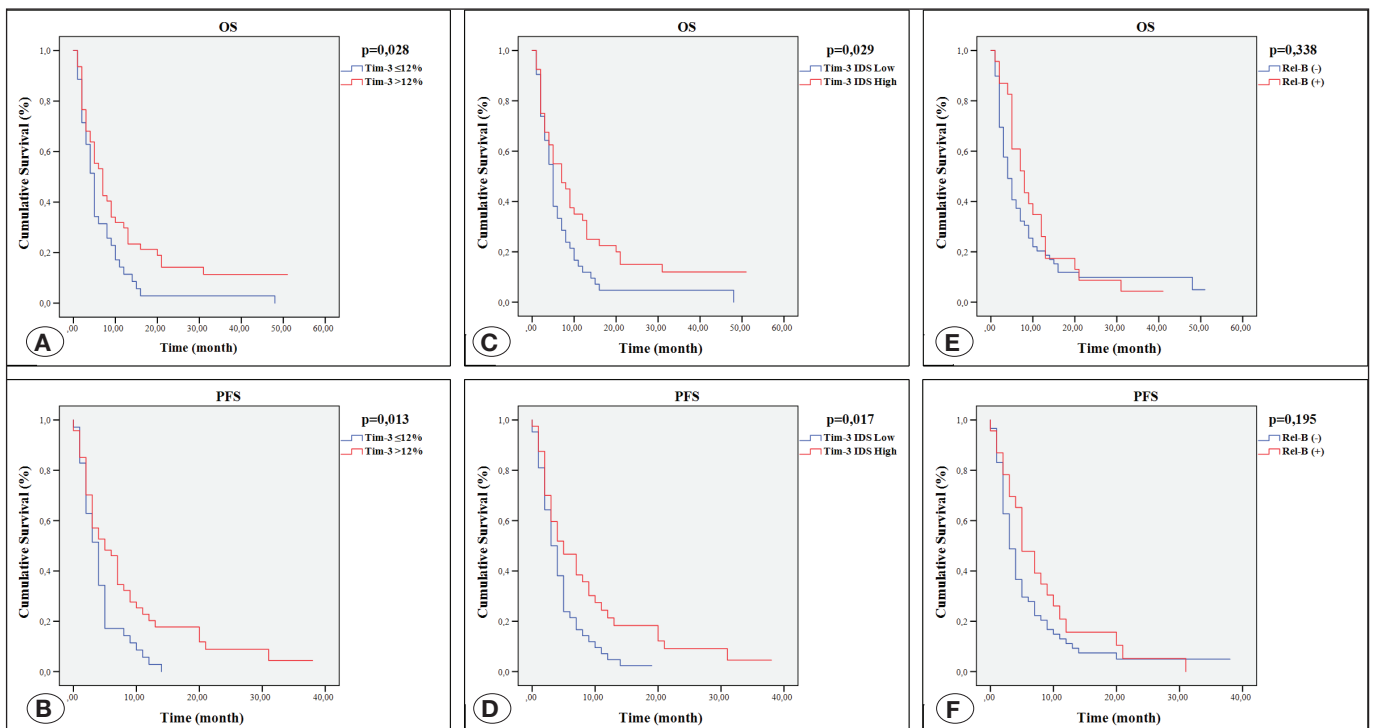 OS
p=0,028
Tim-3 ≤12%
Tim-3 >12%
Cumulative Survival (%)
1,0
0,8
0,6
0,4
0,2
0,0
,00 10,00 20,00 30,00 40,00 50,00 60,00
Time (month)
A
OS
p=0,029
Tim-3 IDS Low
Tim-3 IDS High
Cumulative Survival (%)
1,0
0,8
0,6
0,4
0,2
0,0
,00 10,00 20,00 30,00 40,00 50,00 60,00
Time (month)
C
OS
p=0,338
Rel-B (-)
Rel-B (+)
Cumulative Survival (%)
1,0
0,8
0,6
0,4
0,2
0,0
,00 10,00 20,00 30,00 40,00 50,00 60,00
Time (month)
E
PFS
p=0,013
Tim-3 ≤12%
Tim-3 >12%
Cumulative Survival (%)
1,0
0,8
0,6
0,4
0,2
0,0
,00 10,00 20,00 30,00 40,00
Time (month)
B
PFS
p=0,017
Tim-3 IDS Low
Tim-3 IDS High
Cumulative Survival (%)
1,0
0,8
0,6
0,4
0,2
0,0
,00 10,00 20,00 30,00 40,00
Time (month)
D
PFS
p=0,195
Rel-B (-)
Rel-B (+)
Cumulative Survival (%)
1,0
0,8
0,6
0,4
0,2
0,0
,00 10,00 20,00 30,00 40,00
Time (month)
F